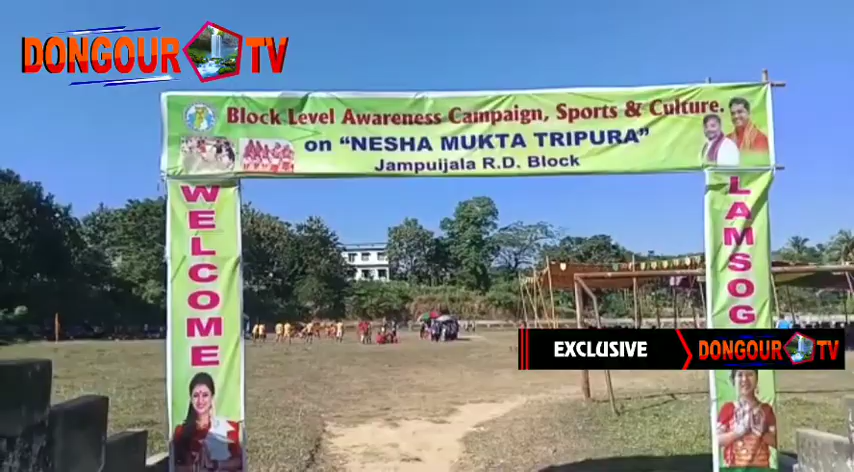 DONGOUR TV
Block Level Awareness Campaign, Sports & Culture.
on “NESHA MUKTA TRIPURA”
Jampuijala R.D. Block
WELCOME
LAMSOG
EXCLUSIVE
DONGOUR TV